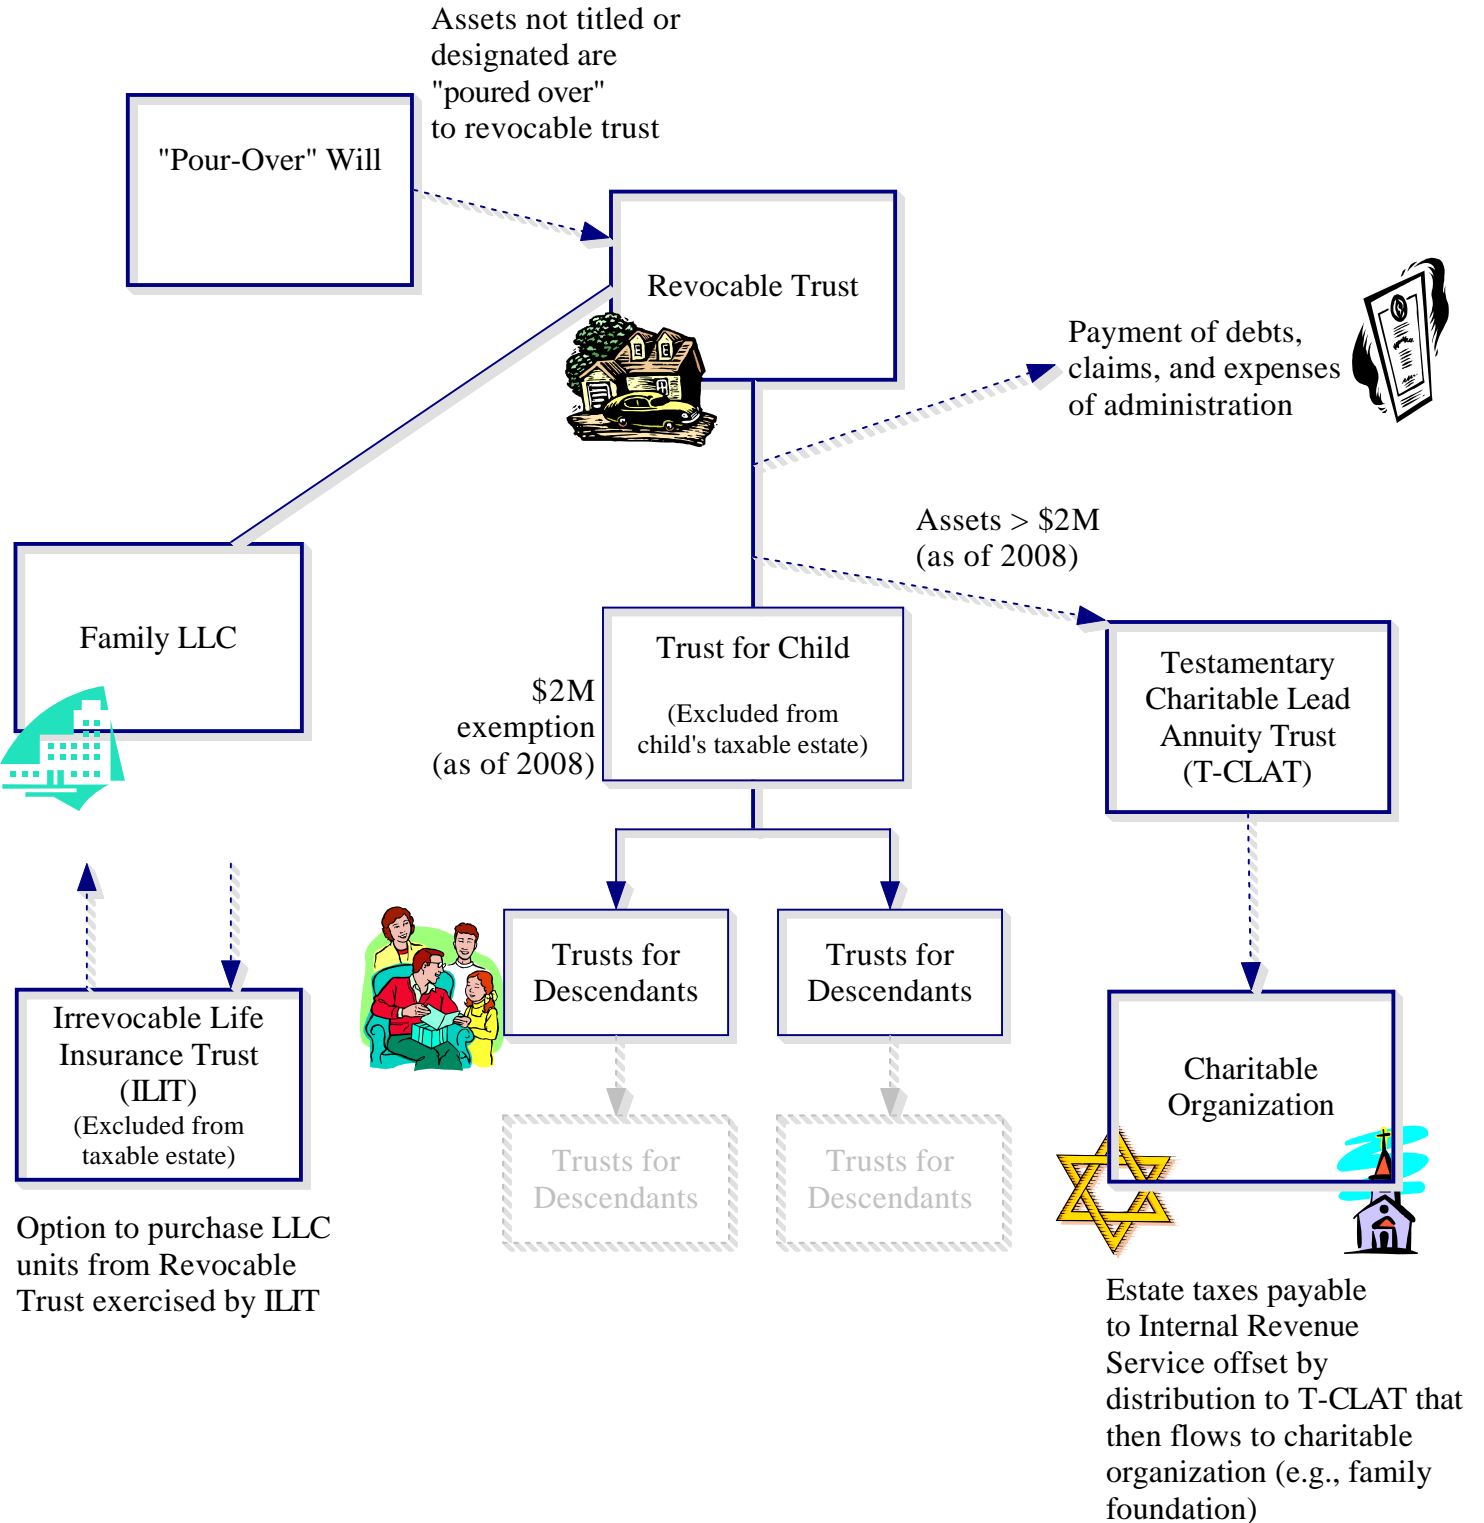 Assets not titled or
designated are
"poured over"
to revocable trust
"Pour-Over" Will
Revocable Trust
Payment of debts,
claims, and expenses
of administration
Assets > $2M
(as of 2008)
Family LLC
Trust for Child
(Excluded from
child's taxable estate)
$2M
exemption
(as of 2008)
Testamentary
Charitable Lead
Annuity Trust
(T-CLAT)
Trusts for
Descendants
Trusts for
Descendants
Irrevocable Life
Insurance Trust
(ILIT)
(Excluded from
taxable estate)
Charitable
Organization
Trusts for
Descendants
Trusts for
Descendants
Option to purchase LLC
units from Revocable
Trust exercised by ILIT
Estate taxes payable
to Internal Revenue
Service offset by
distribution to T-CLAT that
then flows to charitable
organization (e.g., family
foundation)